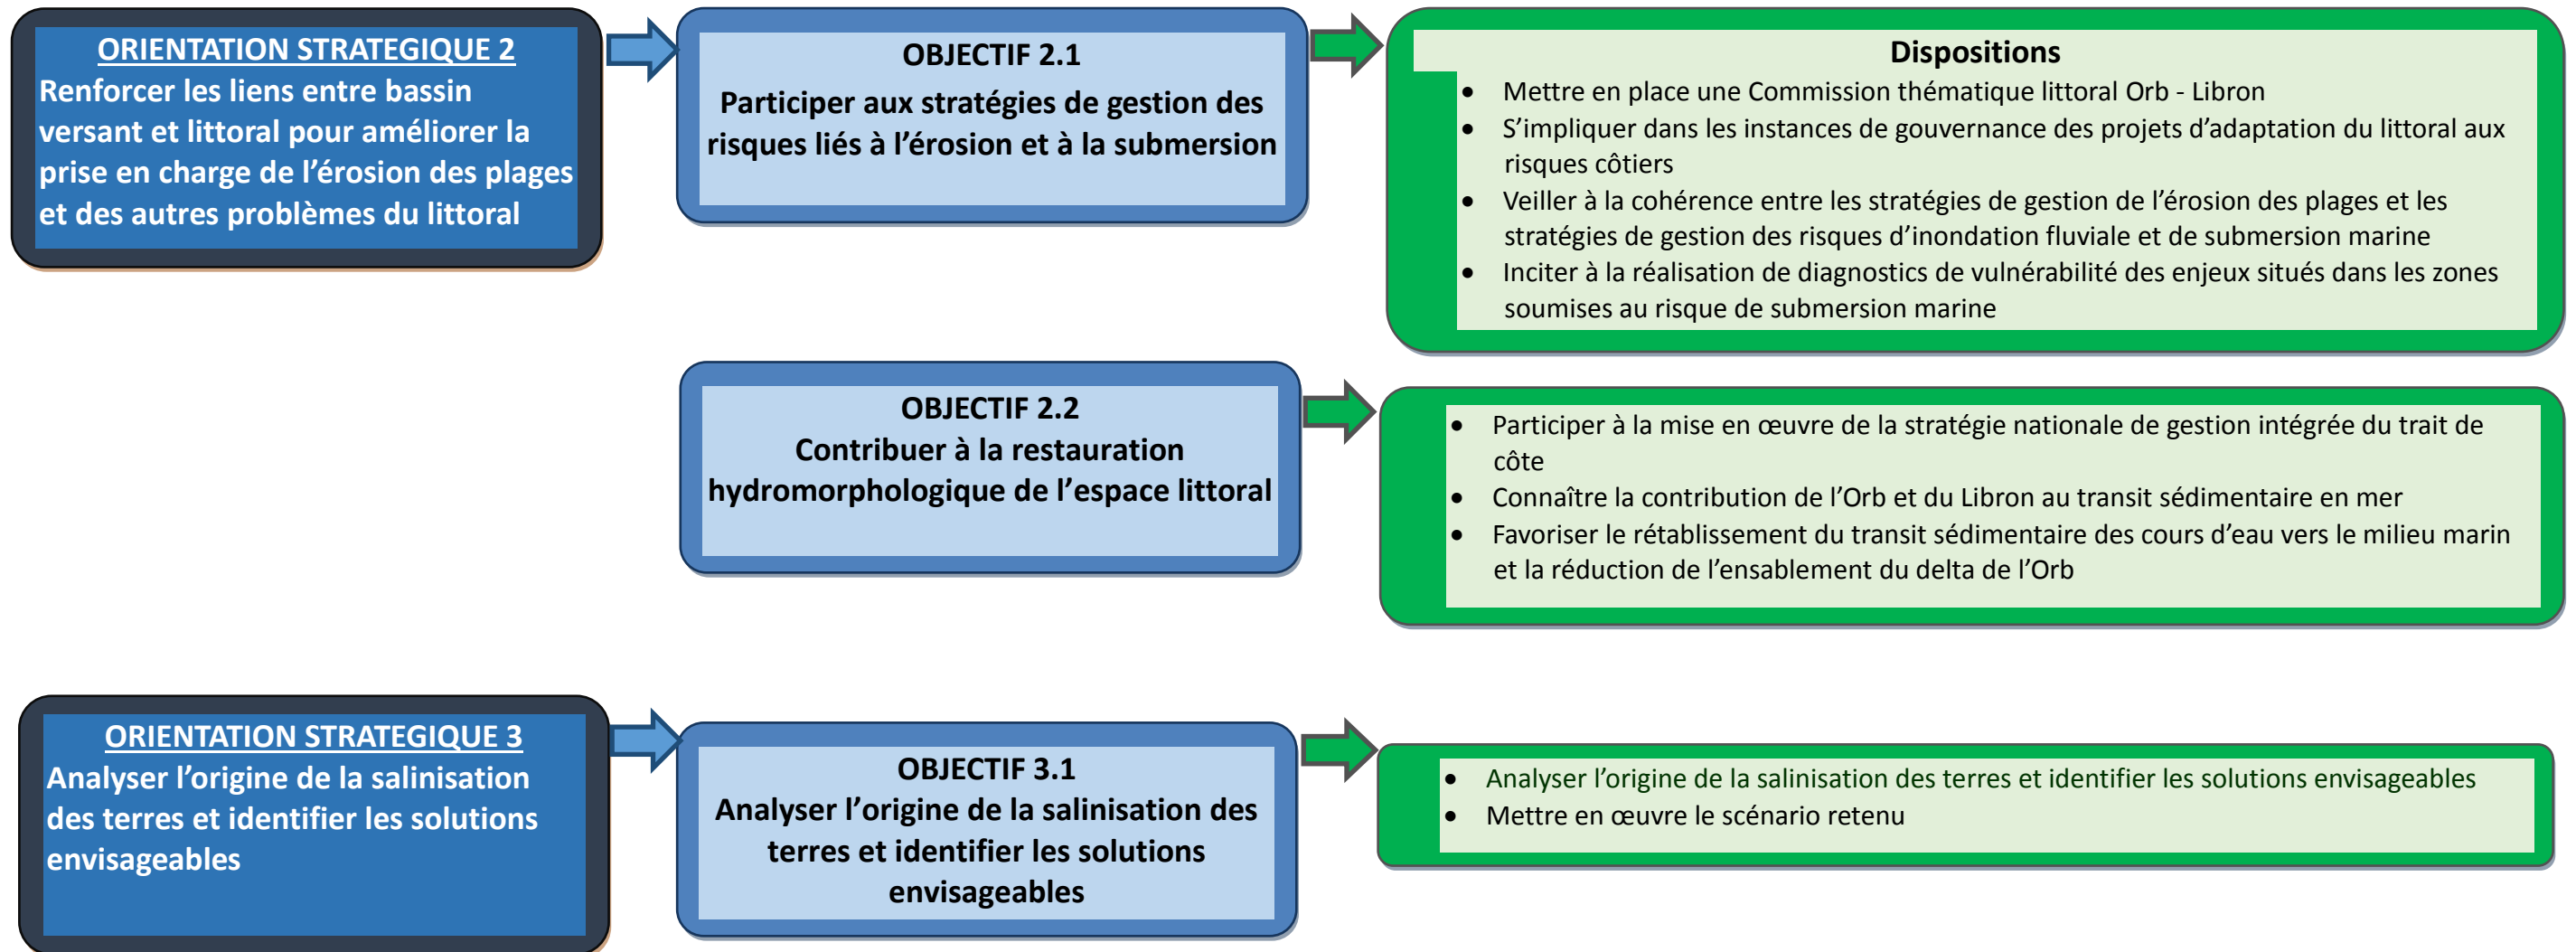 ORIENTATION STRATEGIQUE 2
Renforcer les liens entre bassin
versant et littoral pour améliorer la
prise en charge de l’érosion des plages
et des autres problèmes du littoral
OBJECTIF 2.1
Participer aux stratégies de gestion des
risques liés à l’érosion et à la submersion
Dispositions
• Mettre en place une Commission thématique littoral Orb - Libron
• S’impliquer dans les instances de gouvernance des projets d’adaptation du littoral aux
risques côtiers
• Veiller à la cohérence entre les stratégies de gestion de l’érosion des plages et les
stratégies de gestion des risques d’inondation fluviale et de submersion marine
• Inciter à la réalisation de diagnostics de vulnérabilité des enjeux situés dans les zones
soumises au risque de submersion marine
OBJECTIF 2.2
Contribuer à la restauration
hydromorphologique de l’espace littoral
• Participer à la mise en œuvre de la stratégie nationale de gestion intégrée du trait de
côte
• Connaître la contribution de l’Orb et du Libron au transit sédimentaire en mer
• Favoriser le rétablissement du transit sédimentaire des cours d’eau vers le milieu marin
et la réduction de l’ensablement du delta de l’Orb
ORIENTATION STRATEGIQUE 3
Analyser l’origine de la salinisation
des terres et identifier les solutions
envisageables
OBJECTIF 3.1
Analyser l’origine de la salinisation des
terres et identifier les solutions
envisageables
• Analyser l’origine de la salinisation des terres et identifier les solutions envisageables
• Mettre en œuvre le scénario retenu